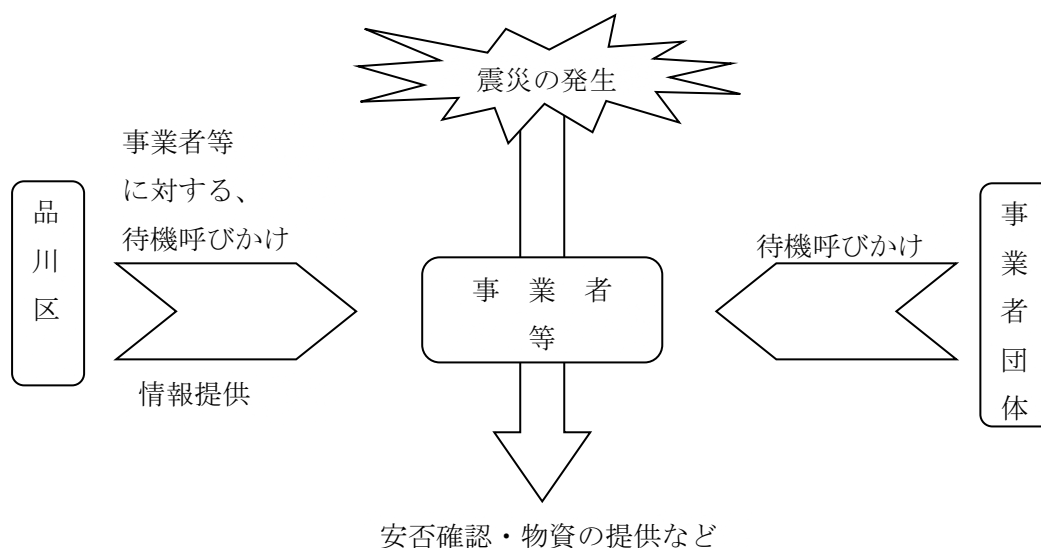 震災の発生
事業者等
に対する、
待機呼びかけ
品川区
情報提供
事　業　者
等
待機呼びかけ
事業者団体
安否確認・物資の提供など